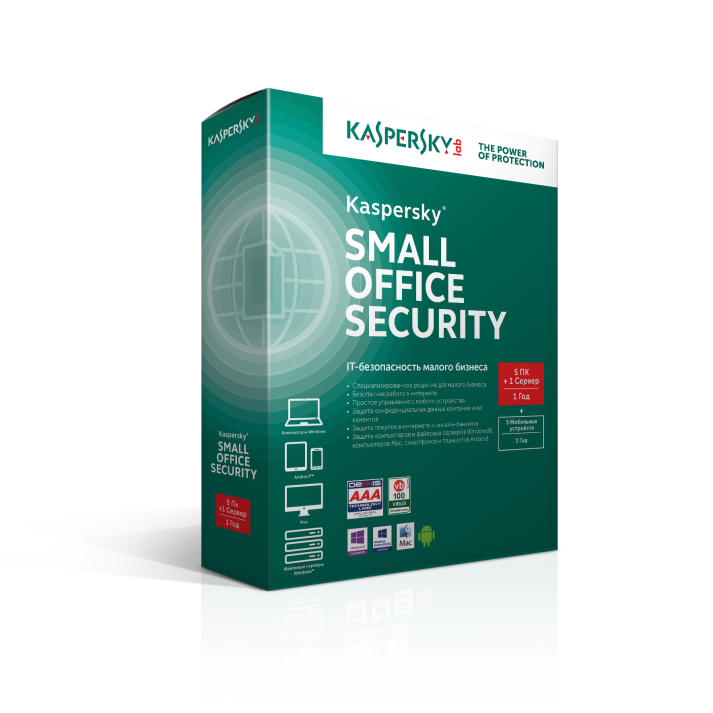 KASPERSKY
KASPERSKY lab
THE POWER
OF PROTECTION
Kaspersky®
SMALL
OFFICE
SECURITY
IT-безопасность малого бизнеса
• Специализированное решение для малого бизнеса
• Безопасная работа в интернете
• Простое управление с любого устройства
• Защита конфиденциальных данных компании и ее
клиентов
• Защита покупок в интернете и онлайн-банкинга
• Защита компьютеров и файловых серверов Windows®,
компьютеров Mac, смартфонов и планшетов Android
5 ПК
+ 1 Сервер
1 Год
+
5 Мобильных
устройств
1 Год
Компьютеры Windows
Android™
Mac
Файловые серверы
Windows®
Kaspersky®
SMALL
OFFICE
SECURITY
5 ПК
+1 Сервер
1 Год
DENNIS
AAA
TECHNOLOGY
LABS
vb
100
VIRUS
Mac